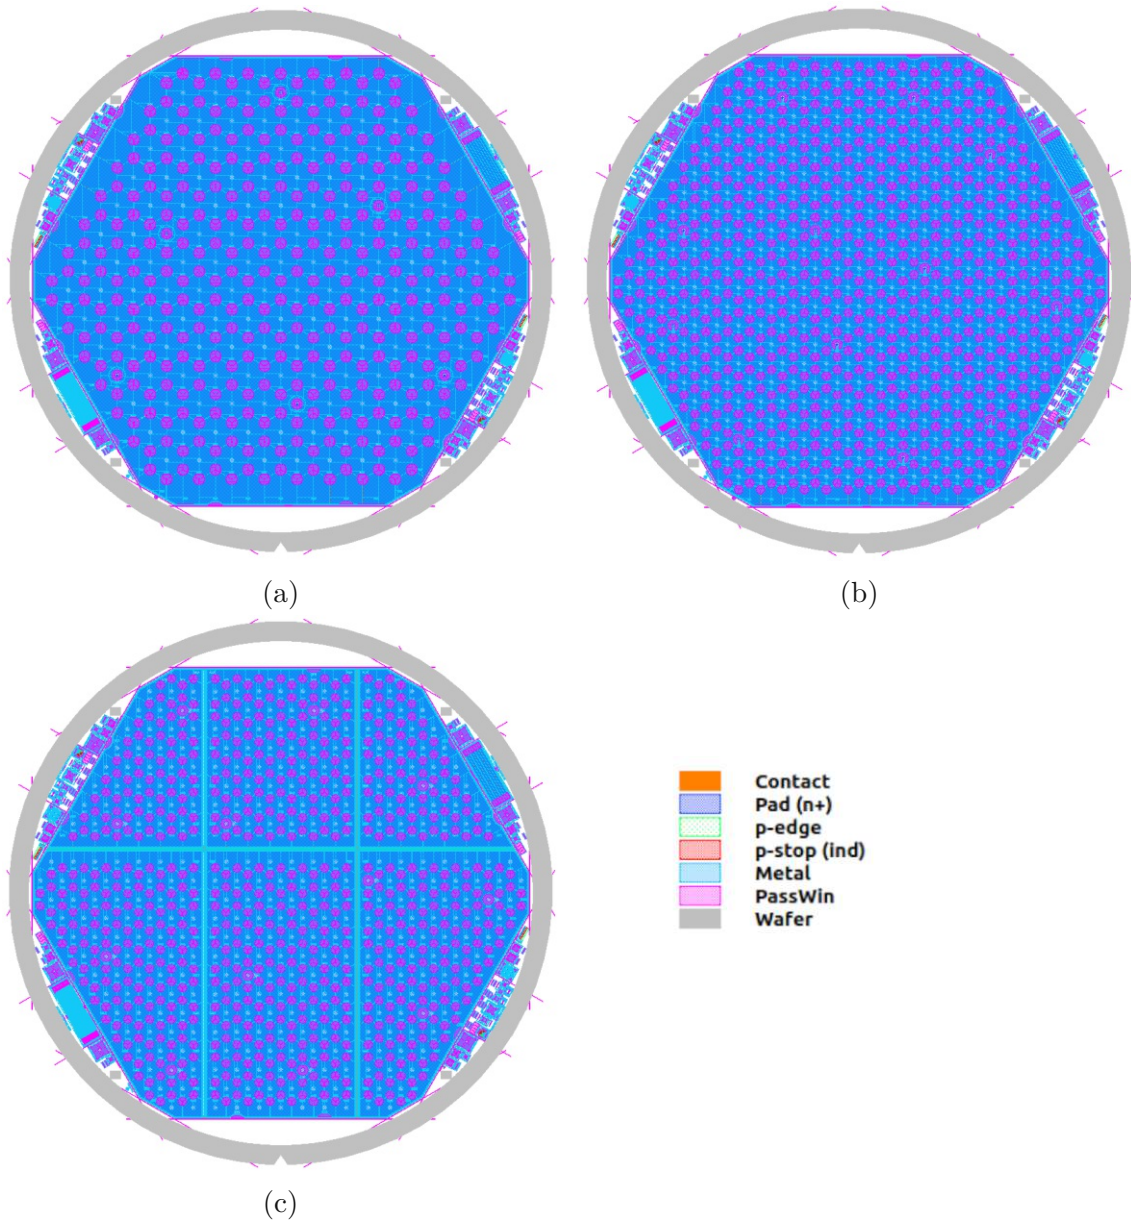 (a)
(b)
(c)
Contact
Pad (n+)
p-edge
p-stop (ind)
Metal
PassWin
Wafer